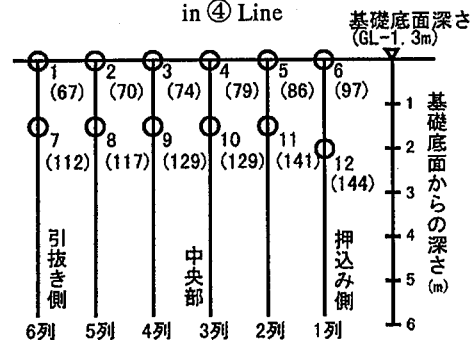 in ④ Line
基礎底面深さ
(GL-1.3m)
1 2 3 4 5 6
(67) (70) (74) (79) (86) (97)
7 8 9 10 11 12
(112) (117) (129) (129) (141) (144)
1
2
3
4
5
6
基礎底面からの深さ(m)
引抜き側
中央部
押込み側
6列 5列 4列 3列 2列 1列